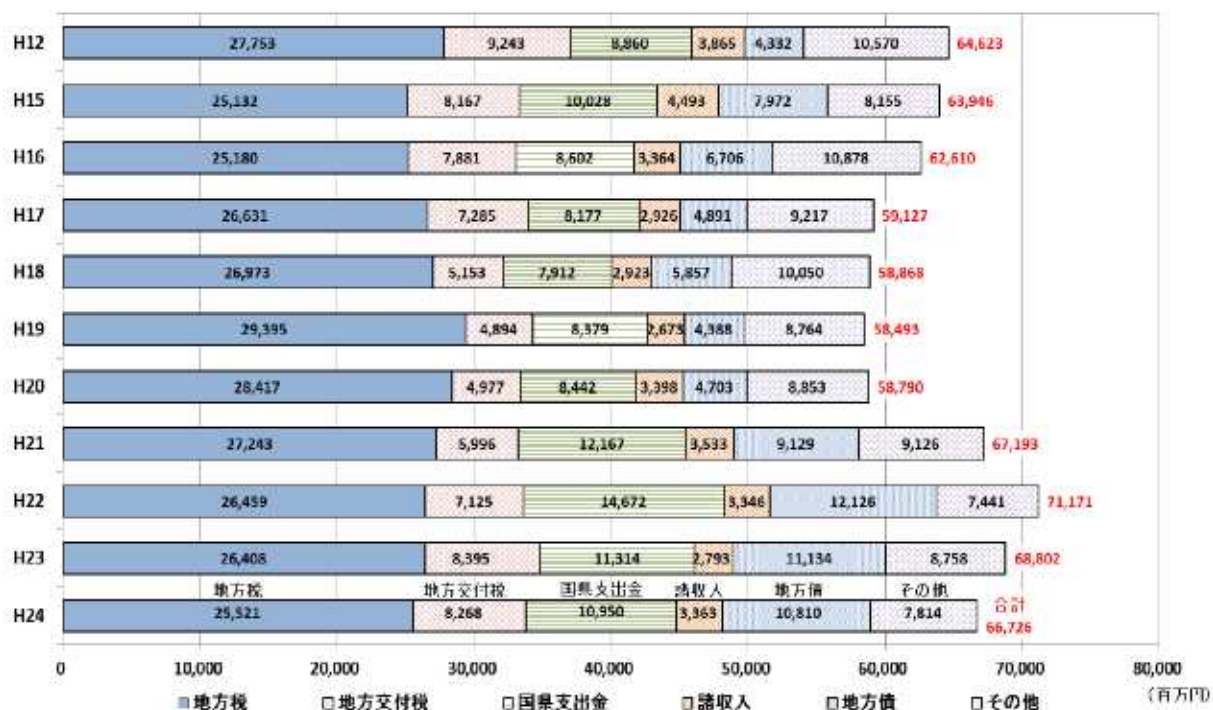 H12 27,753 9,243 8,860 3,865 4,332 10,570 64,623
H15 25,132 8,167 10,028 4,493 7,972 8,155 63,946
H16 25,180 7,881 8,602 3,364 6,706 10,878 62,610
H17 26,631 7,285 8,177 2,926 4,891 9,217 59,127
H18 26,973 5,153 7,912 2,923 5,857 10,050 58,868
H19 29,395 4,894 8,379 2,673 4,388 8,764 58,493
H20 28,417 4,977 8,442 3,398 4,703 8,853 58,790
H21 27,243 5,996 12,167 3,533 9,129 9,126 67,193
H22 26,459 7,125 14,672 3,346 12,126 7,441 71,171
H23 26,408 8,395 11,314 2,793 11,134 8,758 68,802
地方税 地方交付税 国県支出金 諸収入 地方債 その他 合計
H24 25,521 8,268 10,950 3,363 10,810 7,814 66,726
0 10,000 20,000 30,000 40,000 50,000 60,000 70,000 80,000
地方税 地方交付税 国県支出金 諸収入 地方債 その他 (百万円)